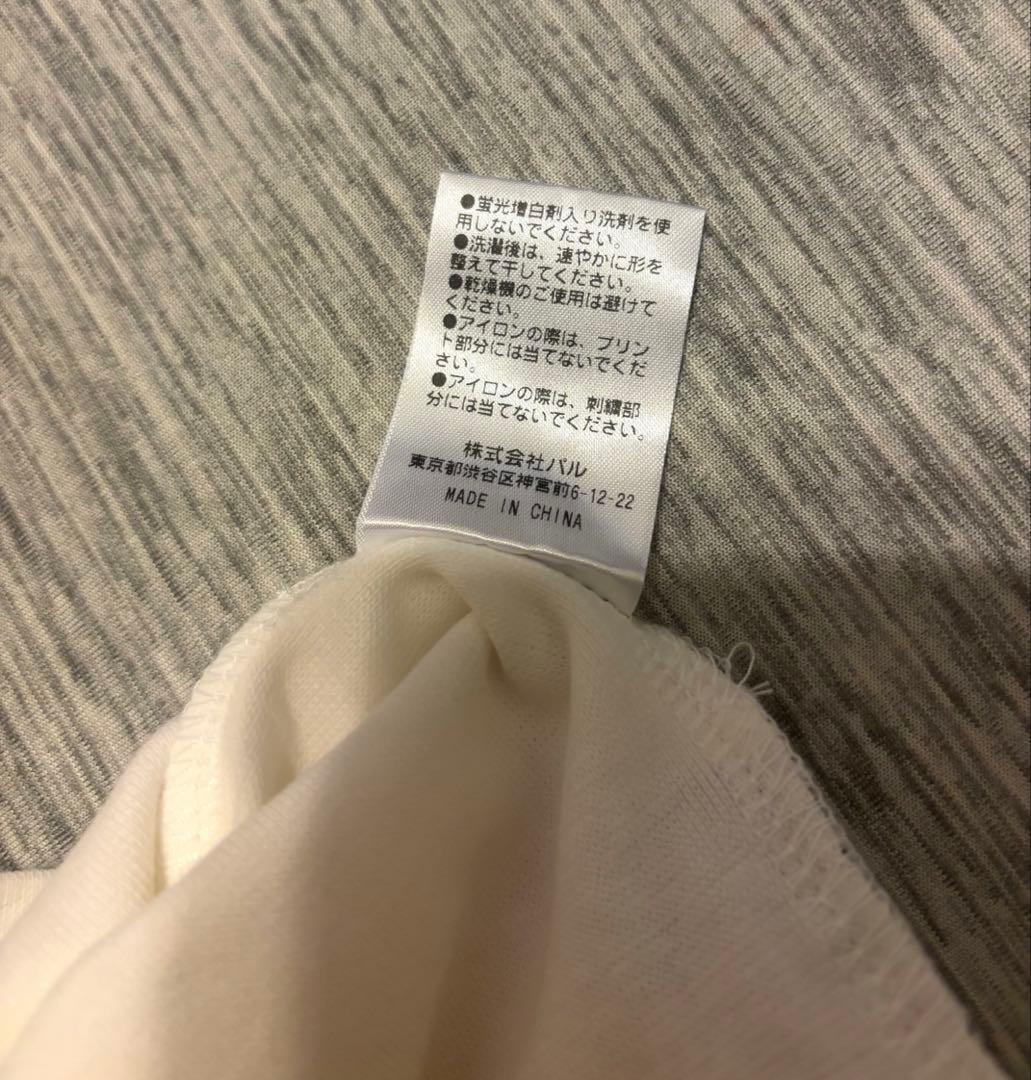 ●蛍光増白剤入り洗剤を使
用しないでください。
●洗濯後は、速やかに形を
整えて干してください。
●乾燥機のご使用は避けて
ください。
●アイロンの際は、プリン
ト部分には当てないでくだ
さい。
●アイロンの際は、刺繍部
分には当てないでください。
株式会社パル
東京都渋谷区神宮前6-12-22
MADE IN CHINA